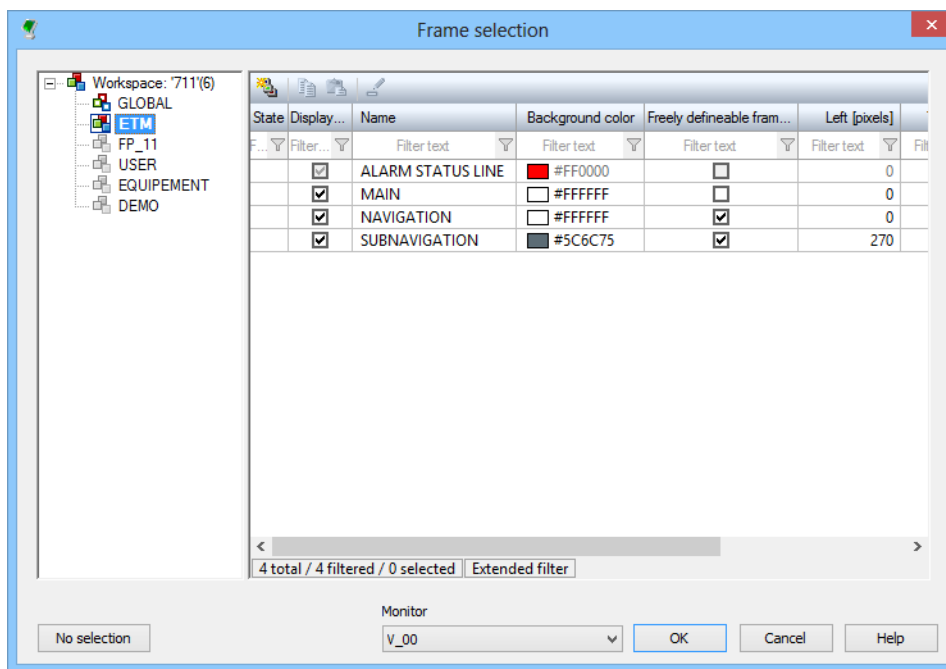 Frame selection
Workspace: '711'(6)
GLOBAL
ETM
FP_11
USER
EQUIPEMENT
DEMO
State Display... Name Background color Freely defineable fram... Left [pixels]
F... Filter... Filter text Filter text Filter text Filter text
ALARM STATUS LINE #FF0000 0
MAIN #FFFFFF 0
NAVIGATION #FFFFFF 0
SUBNAVIGATION #5C6C75 270
4 total / 4 filtered / 0 selected Extended filter
Monitor
No selection V_00 OK Cancel Help